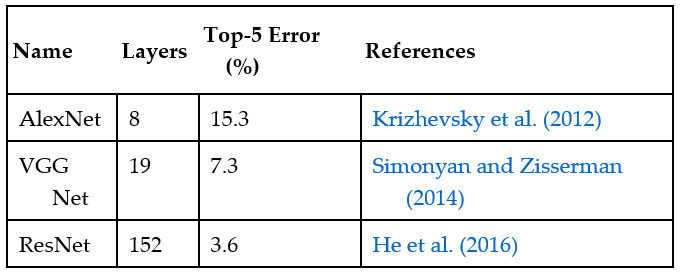 Name Layers Top-5 Error (%) References
AlexNet 8 15.3 Krizhevsky et al. (2012)
VGG Net 19 7.3 Simonyan and Zisserman (2014)
ResNet 152 3.6 He et al. (2016)